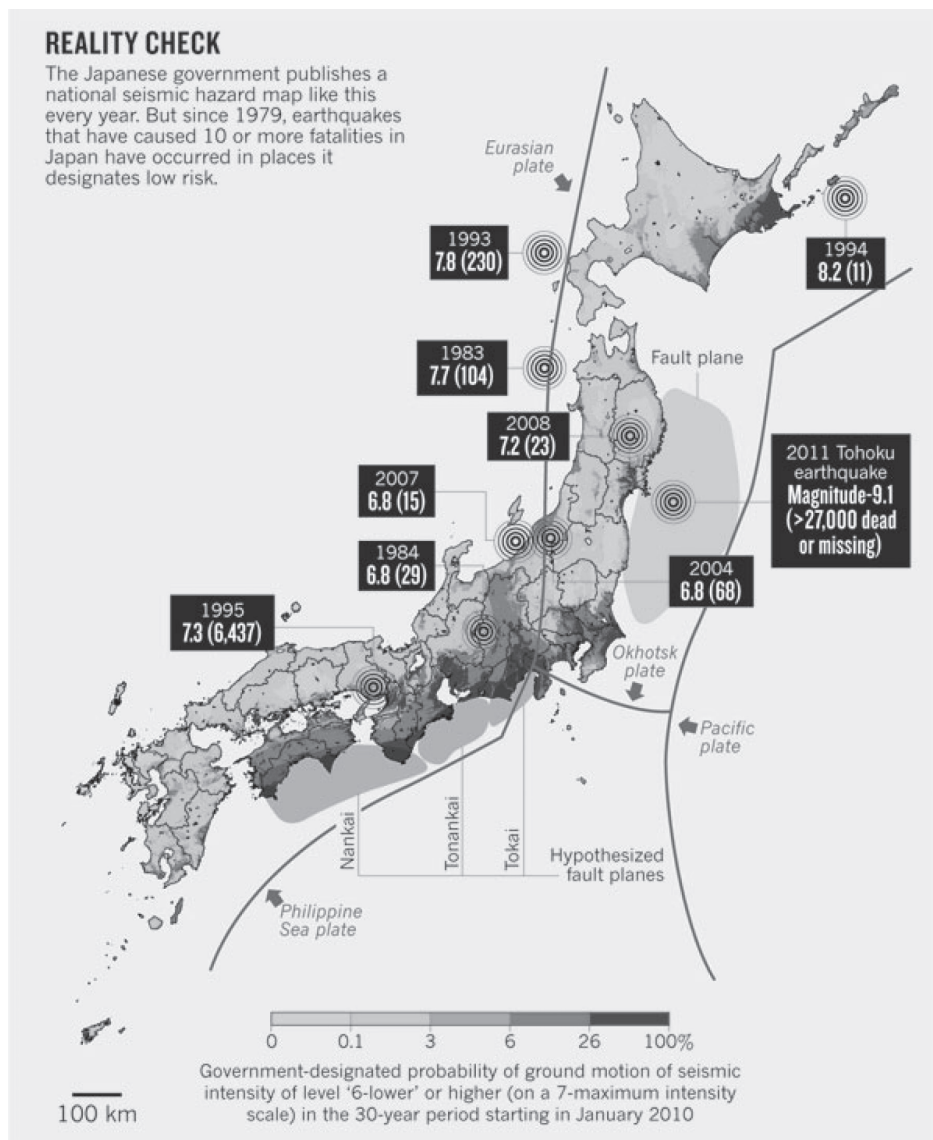 REALITY CHECK
The Japanese government publishes a
national seismic hazard map like this
every year. But since 1979, earthquakes
that have caused 10 or more fatalities in
Japan have occurred in places it
designates low risk.
Eurasian
plate
1993
7.8 (230)
1994
8.2 (11)
1983
7.7 (104)
Fault plane
2008
7.2 (23)
2011 Tohoku
earthquake
Magnitude-9.1
(>27,000 dead
or missing)
2007
6.8 (15)
1984
6.8 (29)
2004
6.8 (68)
1995
7.3 (6,437)
Okhotsk
plate
Pacific
plate
Nankai
Tonankai
Tokai
Hypothesized
fault planes
Philippine
Sea plate
0 0.1 3 6 26 100%
Government-designated probability of ground motion of seismic
intensity of level ‘6-lower’ or higher (on a 7-maximum intensity
scale) in the 30-year period starting in January 2010
100 km